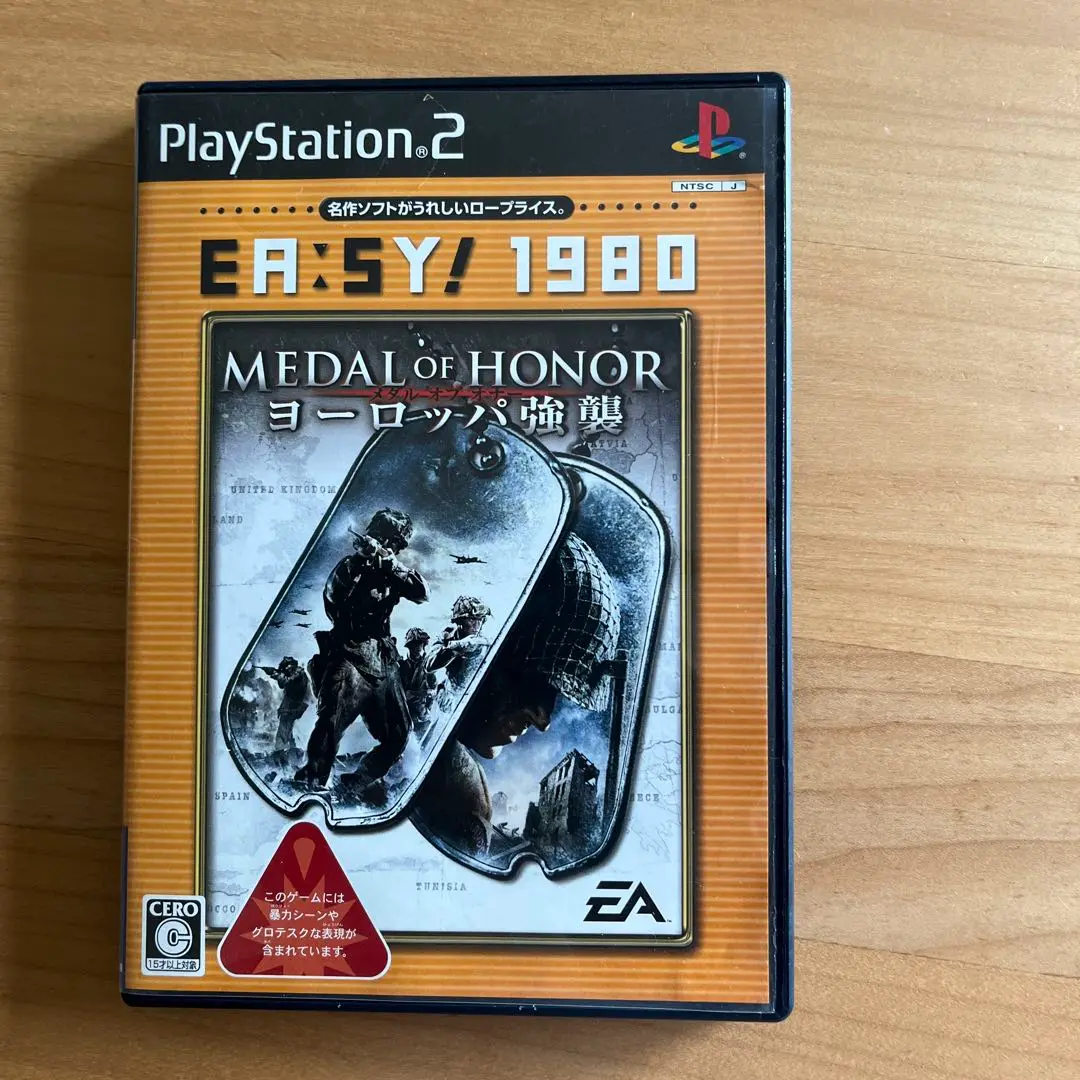 PlayStation®2
NTSC J
名作ソフトがうれしいロープライス。
EA:SY! 1980
MEDAL OF HONOR
メダル オブ オナー
ヨーロッパ強襲
LATVIA
UNITED KINGDOM
LAND
SPAIN
TUNISIA
EA
このゲームには
暴力シーンや
グロテスクな表現が
含まれています。
CERO
C
15才以上対象